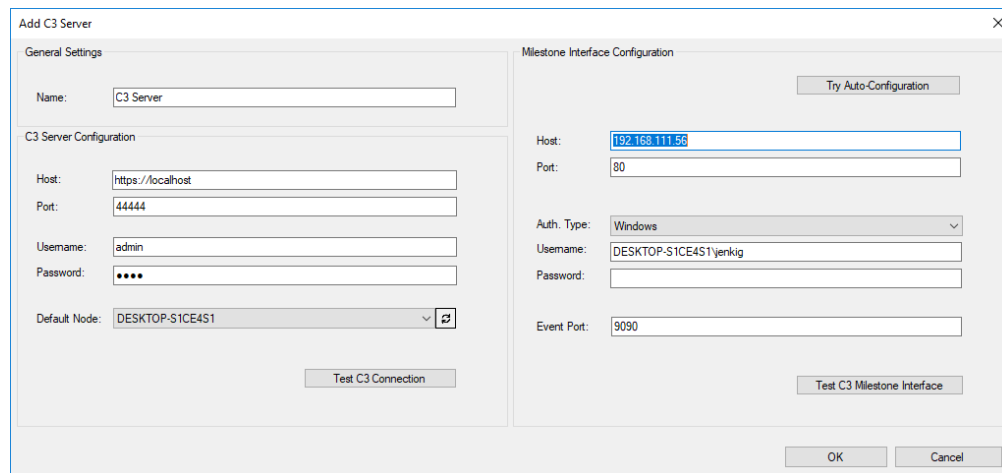 Add C3 Server
General Settings
Name: C3 Server
C3 Server Configuration
Host: https://localhost
Port: 44444
Username: admin
Password: ●●●●
Default Node: DESKTOP-S1CE4S1
Test C3 Connection
Milestone Interface Configuration
Try Auto-Configuration
Host: 192.168.111.56
Port: 80
Auth. Type: Windows
Username: DESKTOP-S1CE4S1\jenkig
Password:
Event Port: 9090
Test C3 Milestone Interface
OK Cancel